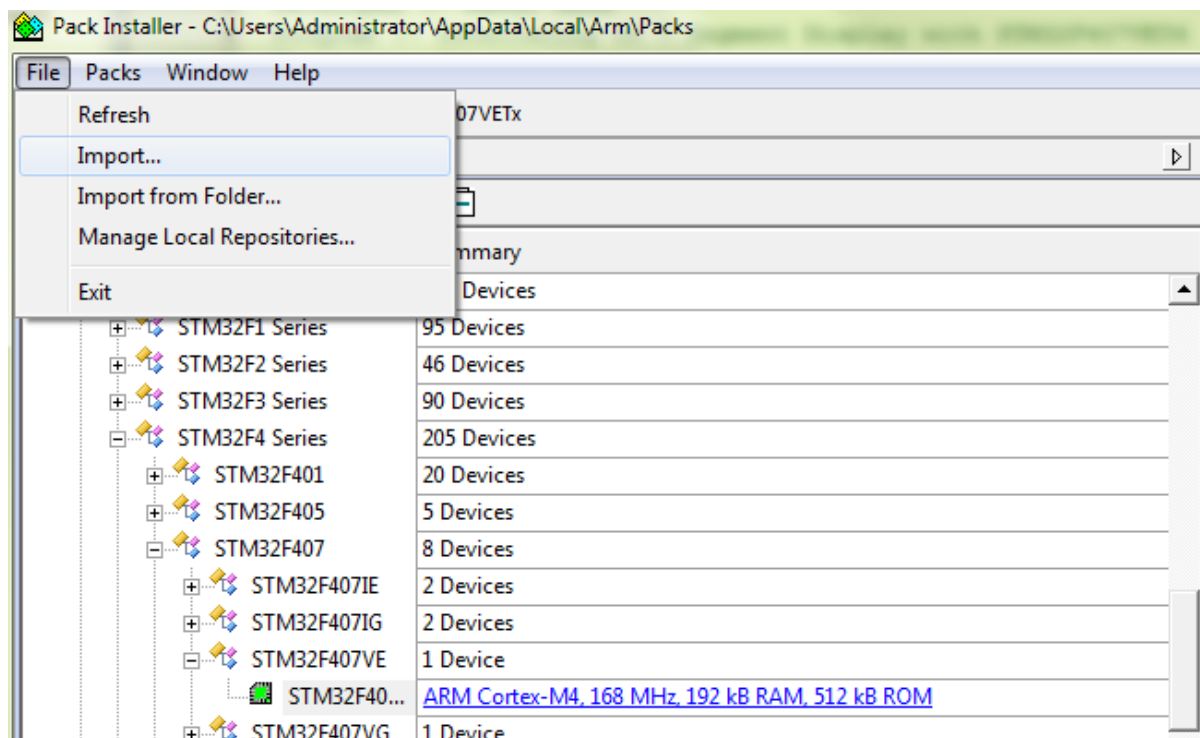 Pack Installer - C:\Users\Administrator\AppData\Local\Arm\Packs
File Packs Window Help
Refresh
07VETx
Import...
Import from Folder...
Manage Local Repositories...
mmary
Exit
Devices
STM32F1 Series 95 Devices
STM32F2 Series 46 Devices
STM32F3 Series 90 Devices
STM32F4 Series 205 Devices
STM32F401 20 Devices
STM32F405 5 Devices
STM32F407 8 Devices
STM32F407IE 2 Devices
STM32F407IG 2 Devices
STM32F407VE 1 Device
STM32F40... ARM Cortex-M4, 168 MHz, 192 kB RAM, 512 kB ROM
STM32F407VG 1 Device